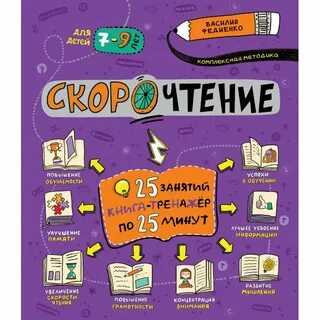 для детей 7-9 лет
ВАСИЛИЯ
ФЕДИЕНКО
КОМПЛЕКСНАЯ МЕТОДИКА
СКОРОЧТЕНИЕ
25 ЗАНЯТИЙ
КНИГА-ТРЕНАЖЁР
ПО 25 МИНУТ
ПОВЫШЕНИЕ
ОБУЧАЕМОСТИ
УСПЕХИ
В ОБУЧЕНИИ
УЛУЧШЕНИЕ
ПАМЯТИ
ЛУЧШЕЕ УСВОЕНИЕ
ИНФОРМАЦИИ
УВЕЛИЧЕНИЕ
СКОРОСТИ
ЧТЕНИЯ
ПОВЫШЕНИЕ
ГРАМОТНОСТИ
КОНЦЕНТРАЦИЯ
ВНИМАНИЯ
РАЗВИТИЕ
МЫШЛЕНИЯ